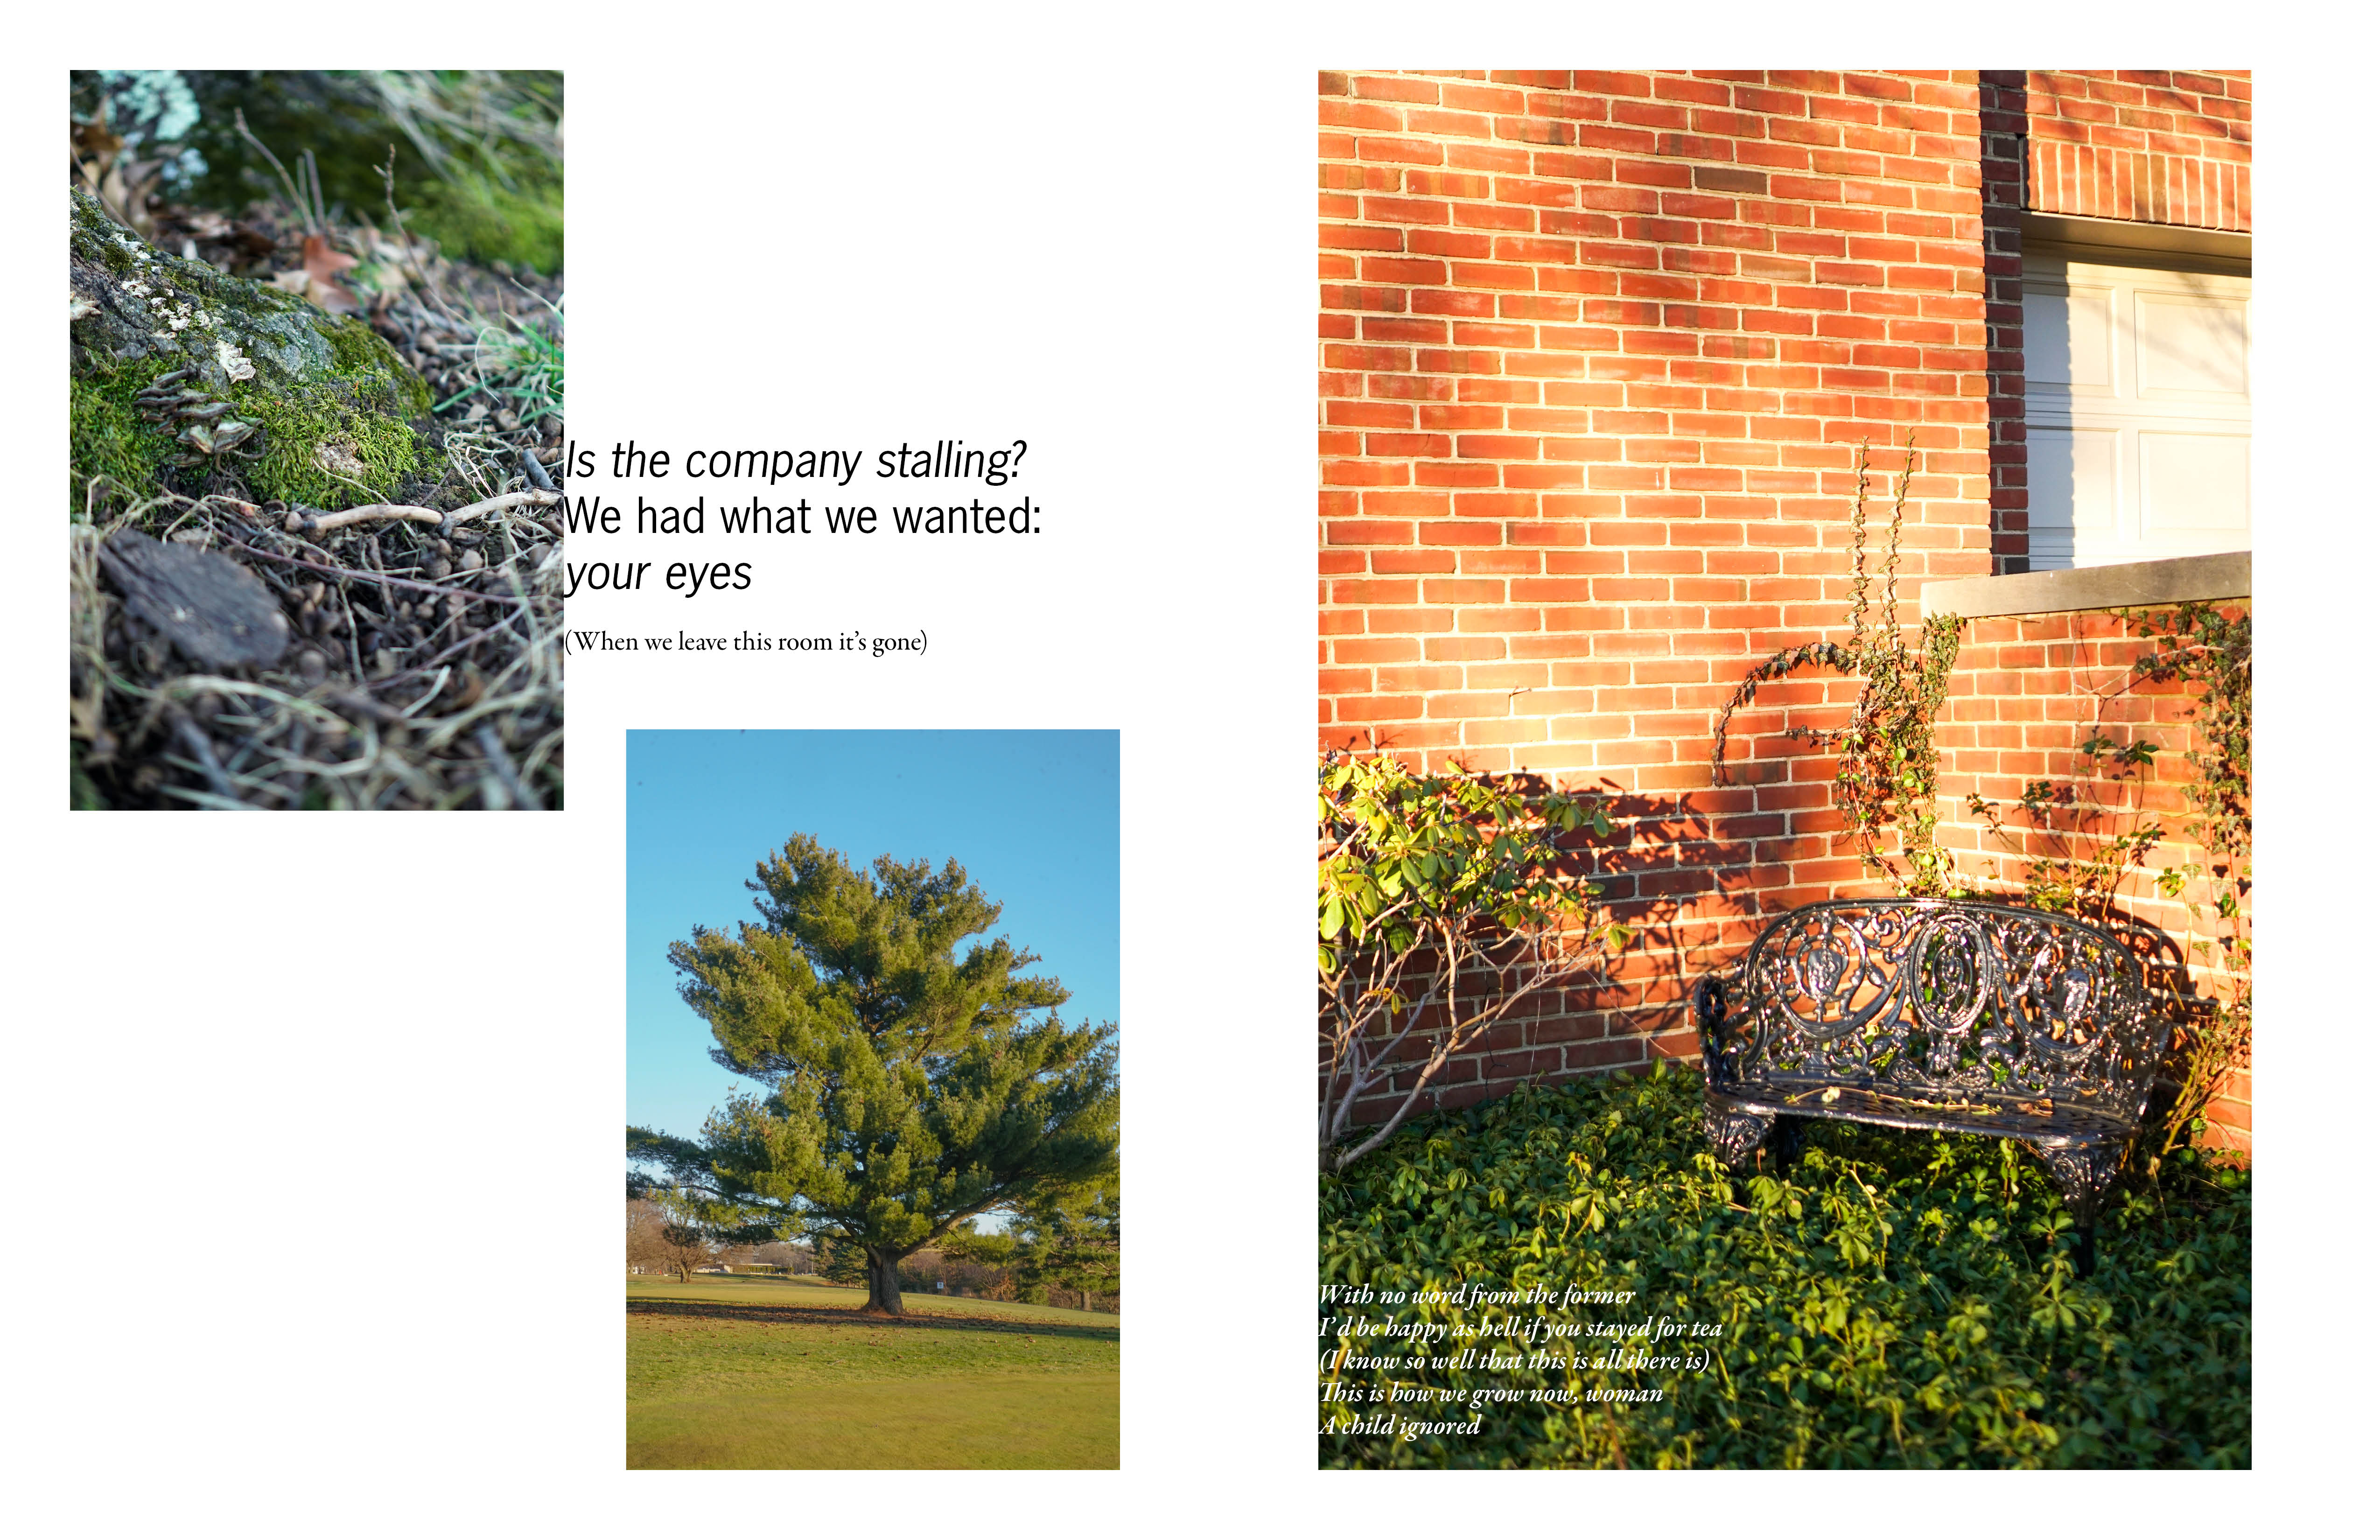 Is the company stalling?
We had what we wanted:
your eyes
(When we leave this room it’s gone)
With no word from the former
I’d be happy as hell if you stayed for tea
(I know so well that this is all there is)
This is how we grow now, woman
A child ignored